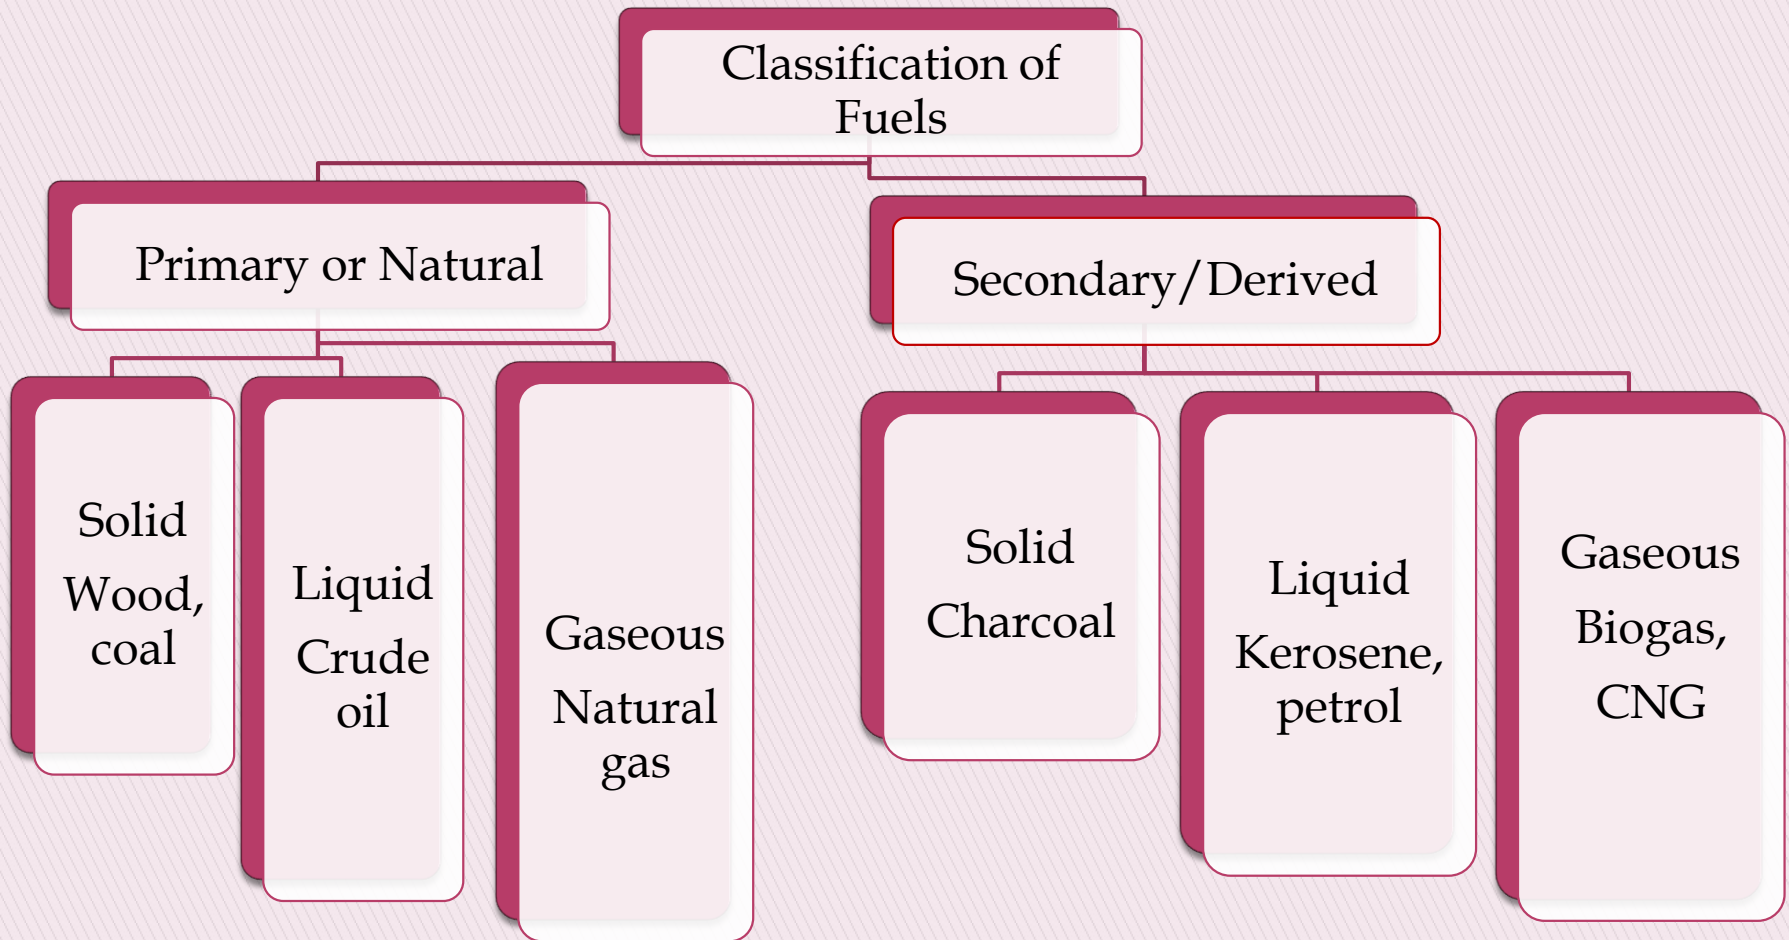 Classification of
Fuels
Primary or Natural
Secondary/Derived
Solid
Wood,
coal
Liquid
Crude
oil
Gaseous
Natural
gas
Solid
Charcoal
Liquid
Kerosene,
petrol
Gaseous
Biogas,
CNG